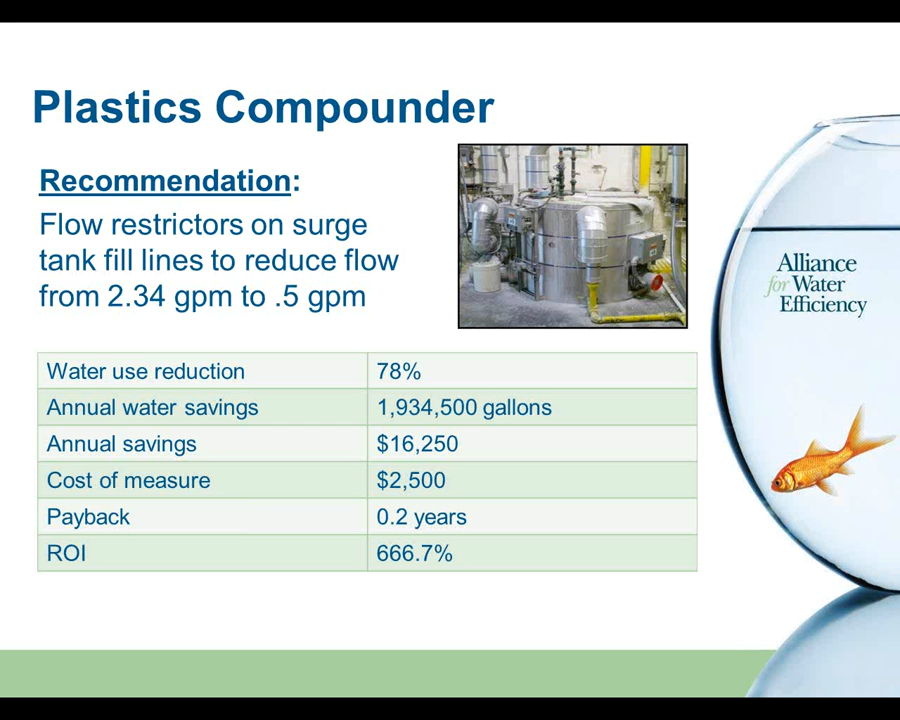 Plastics Compounder
Recommendation:
Flow restrictors on surge
tank fill lines to reduce flow
from 2.34 gpm to .5 gpm
Alliance
for Water
Efficiency
Water use reduction 78%
Annual water savings 1,934,500 gallons
Annual savings $16,250
Cost of measure $2,500
Payback 0.2 years
ROI 666.7%